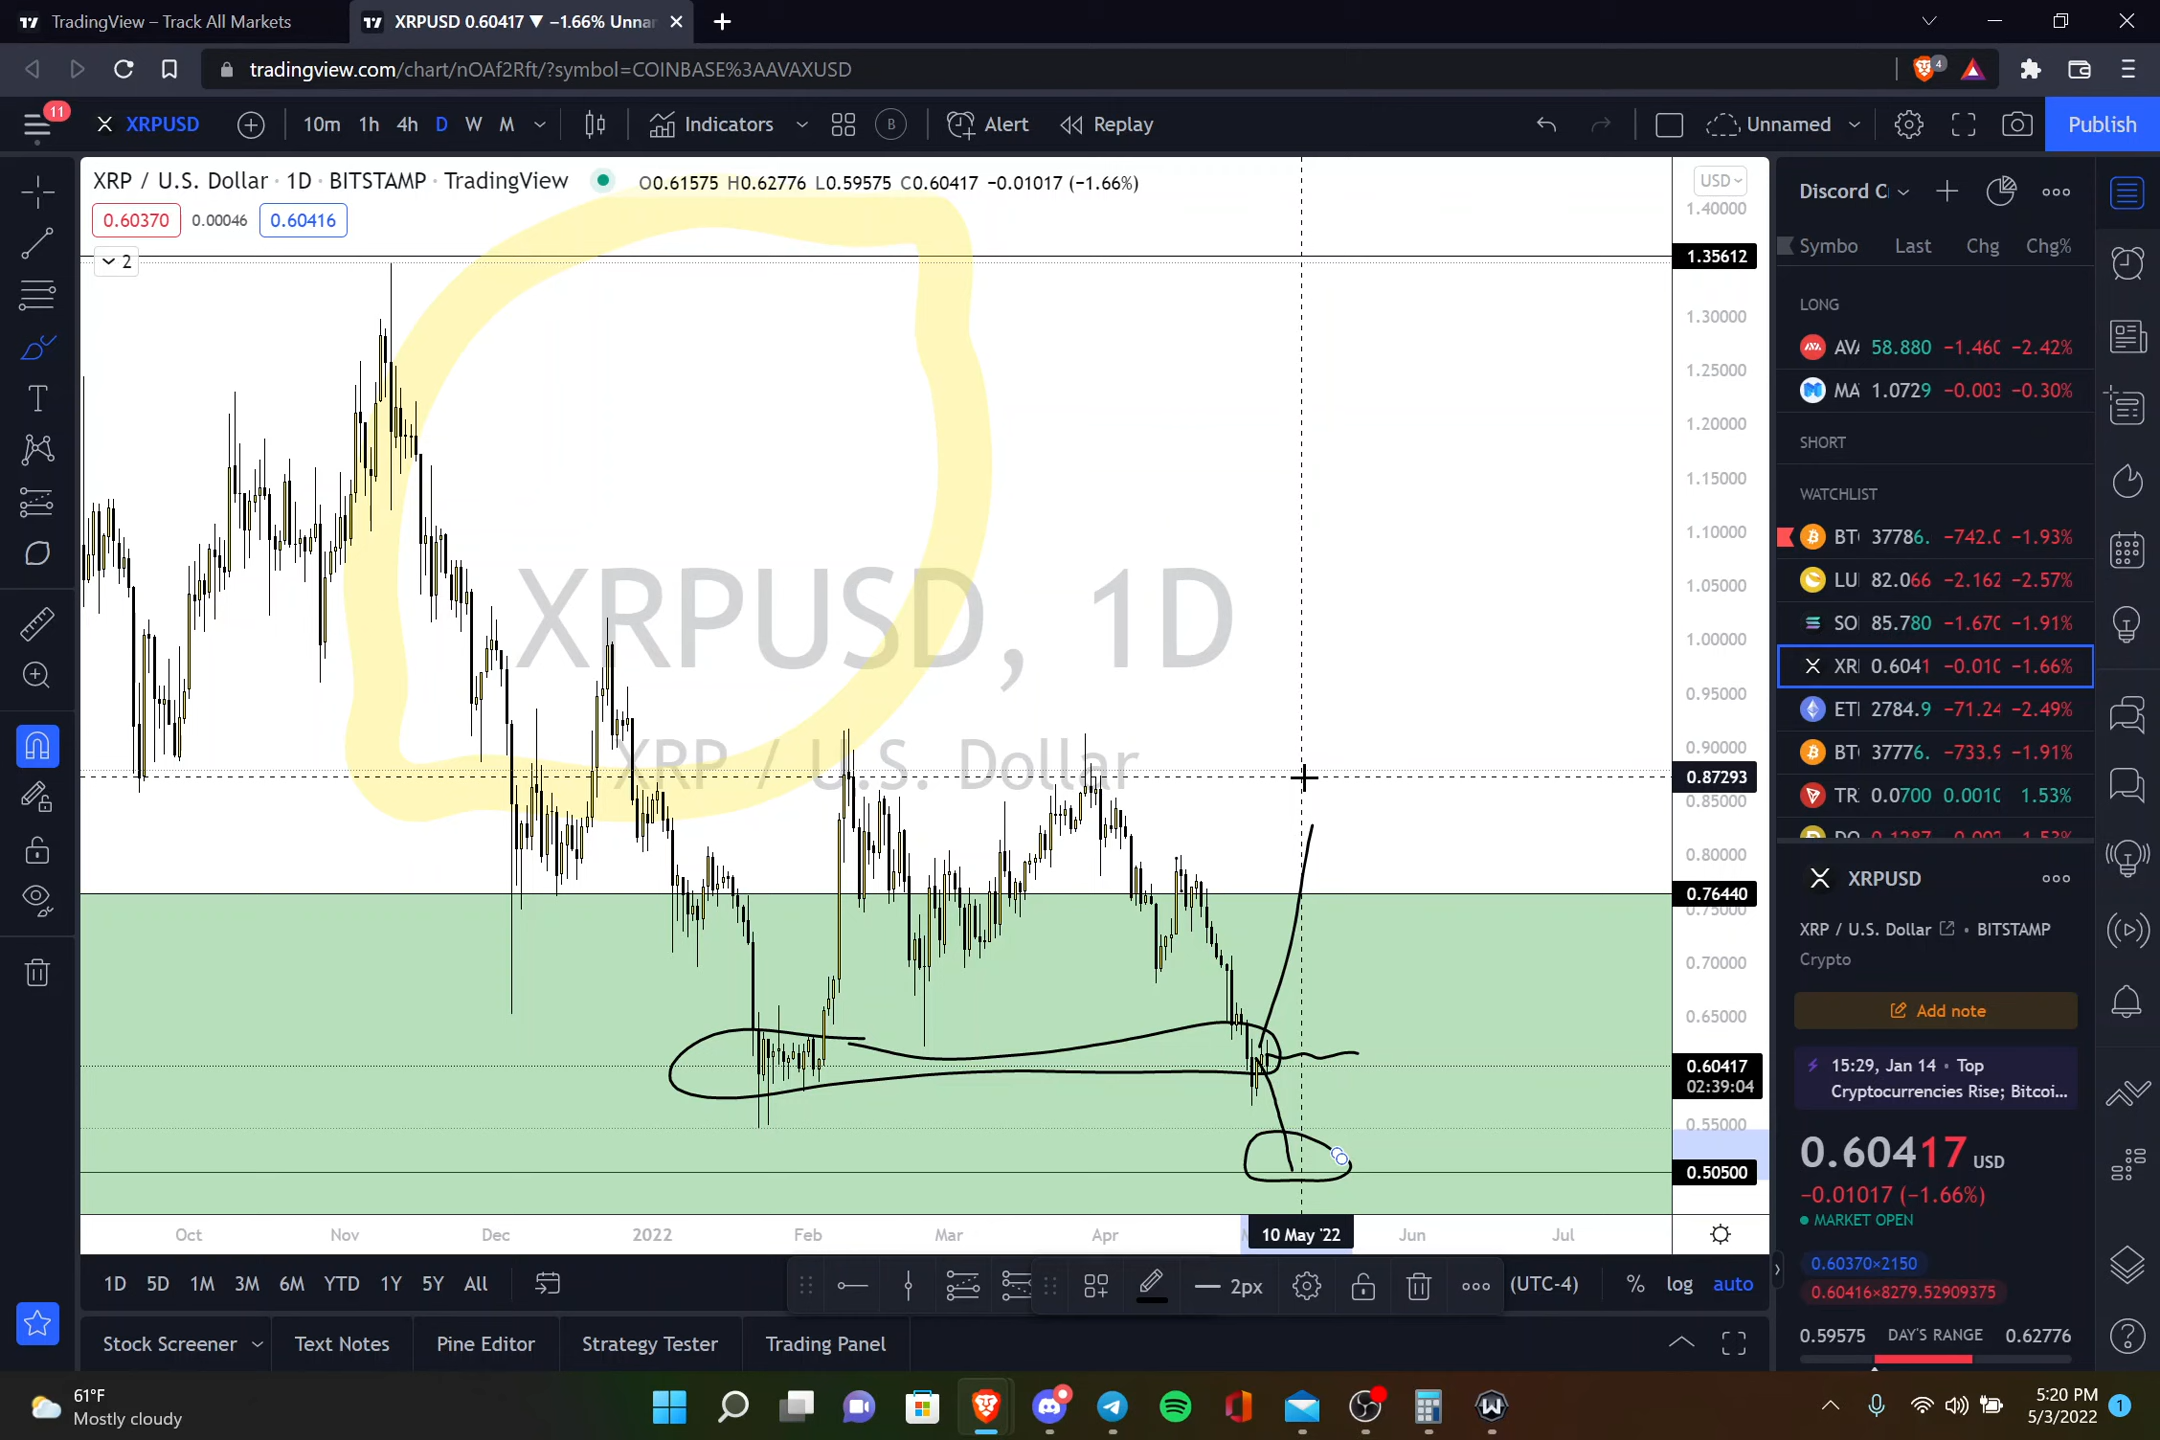 TradingView – Track All Markets
XRPUSD 0.60417 ▼ −1.66% Unnar
tradingview.com/chart/nOAf2Rft/?symbol=COINBASE%3AAVAXUSD
4
11
XRPUSD
10m 1h 4h D W M
Indicators
B
Alert
Replay
Unnamed
Publish
XRP / U.S. Dollar · 1D · BITSTAMP · TradingView
O0.61575 H0.62776 L0.59575 C0.60417 −0.01017 (−1.66%)
0.60370 0.00046 0.60416
2
XRPUSD, 1D
XRP / U.S. Dollar
USD
1.40000
1.35612
1.30000
1.25000
1.20000
1.15000
1.10000
1.05000
1.00000
0.95000
0.90000
0.87293
0.85000
0.80000
0.76440
0.75000
0.70000
0.65000
0.60417
02:39:04
0.55000
0.50500
Oct Nov Dec 2022 Feb Mar Apr 10 May '22 Jun Jul
1D 5D 1M 3M 6M YTD 1Y 5Y All
2px
(UTC-4) % log auto
Stock Screener Text Notes Pine Editor Strategy Tester Trading Panel
Discord C
Symbo Last Chg Chg%
LONG
AV 58.880 −1.460 −2.42%
MA 1.0729 −0.003 −0.30%
SHORT
WATCHLIST
BT 37786. −742.0 −1.93%
LU 82.066 −2.162 −2.57%
SO 85.780 −1.670 −1.91%
XR 0.6041 −0.010 −1.66%
ET 2784.9 −71.24 −2.49%
BT 37776. −733.9 −1.91%
TR 0.0700 0.0010 1.53%
XRPUSD
XRP / U.S. Dollar • BITSTAMP
Crypto
Add note
15:29, Jan 14 • Top
Cryptocurrencies Rise; Bitcoi...
0.60417 USD
−0.01017 (−1.66%)
MARKET OPEN
0.60370×2150
0.60416×8279.52909375
0.59575 DAY'S RANGE 0.62776
61°F
Mostly cloudy
5:20 PM
5/3/2022
1